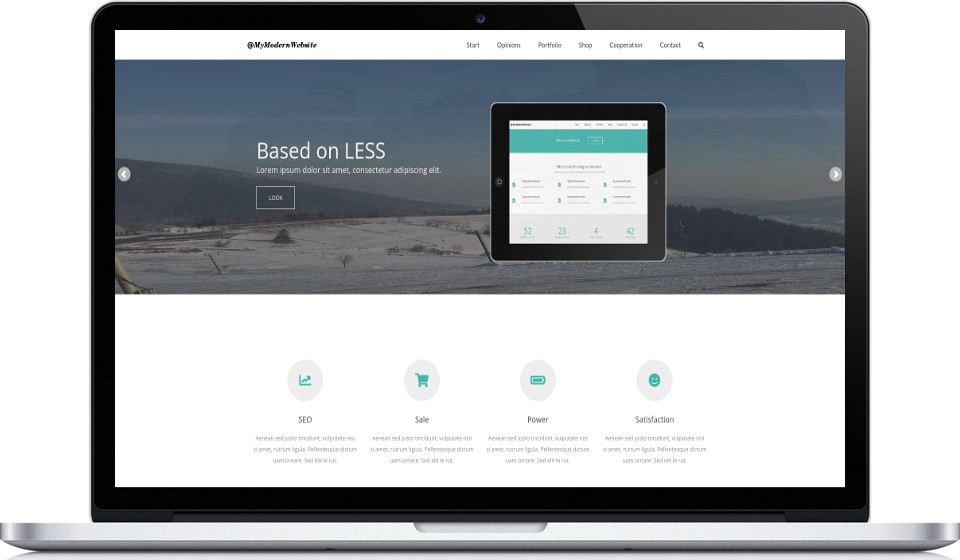 @MyModernWebsite
Start Opinions Portfolio Shop Cooperation Contact
Based on LESS
Lorem ipsum dolor sit amet, consectetur adipiscing elit.
LOOK
52 23 4 42
SEO Sale Power Satisfaction
Aenean sed justo tincidunt, vulputate nisi Aenean sed justo tincidunt, vulputate nisi Aenean sed justo tincidunt, vulputate nisi Aenean sed justo tincidunt, vulputate nisi
si amet, rutrum ligula. Pellentesque dictum si amet, rutrum ligula. Pellentesque dictum si amet, rutrum ligula. Pellentesque dictum si amet, rutrum ligula. Pellentesque dictum
uam ornare. Sed elit le rut. uam ornare. Sed elit le rut. uam ornare. Sed elit le rut. uam ornare. Sed elit le rut.